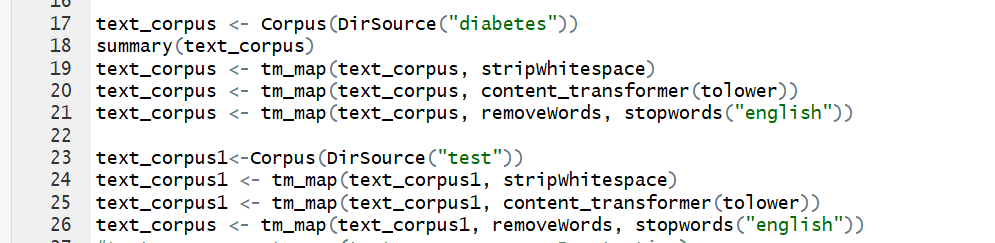 17 text_corpus <- Corpus(DirSource("diabetes"))
18 summary(text_corpus)
19 text_corpus <- tm_map(text_corpus, stripWhitespace)
20 text_corpus <- tm_map(text_corpus, content_transformer(tolower))
21 text_corpus <- tm_map(text_corpus, removeWords, stopwords("english"))
22
23 text_corpus1<-Corpus(DirSource("test"))
24 text_corpus1 <- tm_map(text_corpus1, stripWhitespace)
25 text_corpus1 <- tm_map(text_corpus1, content_transformer(tolower))
26 text_corpus <- tm_map(text_corpus1, removeWords, stopwords("english"))